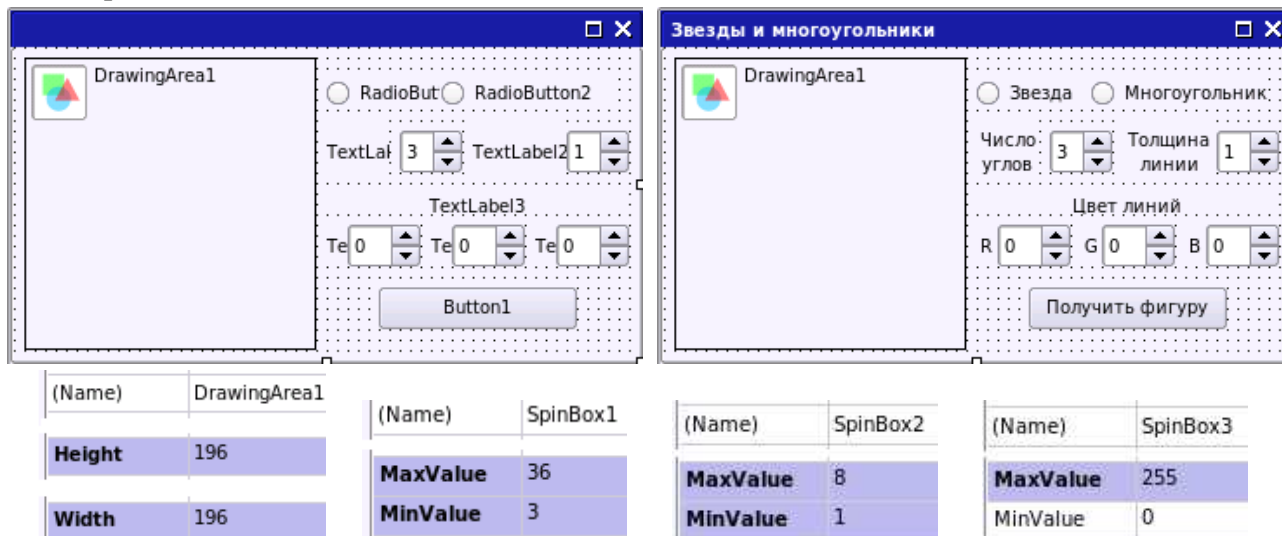 Звезды и многоугольники
DrawingArea1
RadioBut RadioButton2
TextLal 3 TextLabel2 1
TextLabel3
Te 0 Te 0 Te 0
Button1
DrawingArea1
Звезда Многоугольник
Число углов 3 Толщина линии 1
Цвет линий
R 0 G 0 B 0
Получить фигуру
(Name) DrawingArea1
Height 196
Width 196
(Name) SpinBox1
MaxValue 36
MinValue 3
(Name) SpinBox2
MaxValue 8
MinValue 1
(Name) SpinBox3
MaxValue 255
MinValue 0